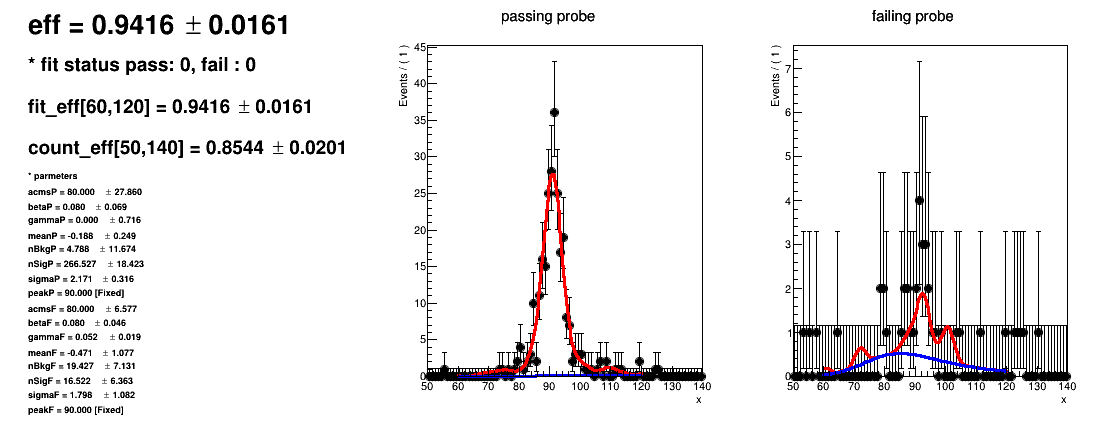 eff = 0.9416 ± 0.0161
* fit status pass: 0, fail : 0
fit_eff[60,120] = 0.9416 ± 0.0161
count_eff[50,140] = 0.8544 ± 0.0201
* parmeters
acmsP = 80.000 ± 27.860
betaP = 0.080 ± 0.069
gammaP = 0.000 ± 0.716
meanP = -0.188 ± 0.249
nBkgP = 4.788 ± 11.674
nSigP = 266.527 ± 18.423
sigmaP = 2.171 ± 0.316
peakP = 90.000 [Fixed]
acmsF = 80.000 ± 6.577
betaF = 0.080 ± 0.046
gammaF = 0.052 ± 0.019
meanF = -0.471 ± 1.077
nBkgF = 19.427 ± 7.131
nSigF = 16.522 ± 6.363
sigmaF = 1.798 ± 1.082
peakF = 90.000 [Fixed]
passing probe
Events / ( 1 )
45
40
35
30
25
20
15
10
5
0
50 60 70 80 90 100 110 120 130 140
x
failing probe
Events / ( 1 )
7
6
5
4
3
2
1
0
50 60 70 80 90 100 110 120 130 140
x